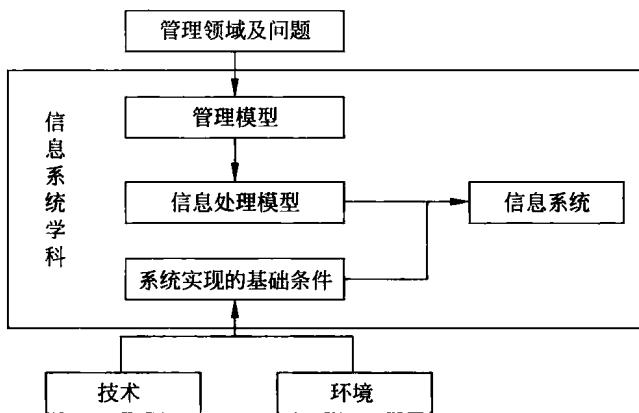 管理领域及问题
信息系统学科
管理模型
信息处理模型
信息系统
系统实现的基础条件
技术
环境